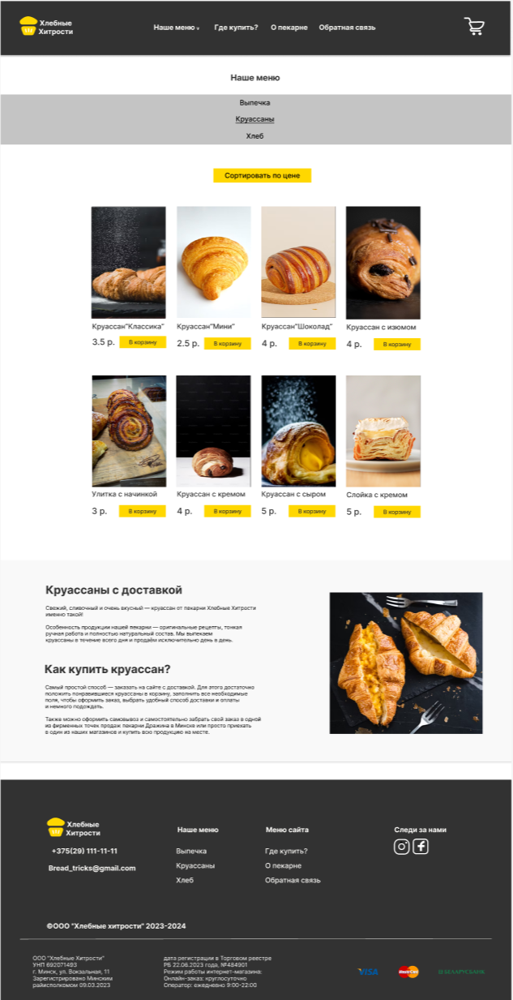 Хлебные
Хитрости
Наше меню
Где купить?
О пекарне
Обратная связь
Наше меню
Выпечка
Круассаны
Хлеб
Сортировать по цене
Круассан"Классика"
Круассан"Мини"
Круассан"Шоколад"
Круассан с изюмом
3.5 р.
В корзину
2.5 р.
В корзину
4 р.
В корзину
4 р.
В корзину
Улитка с начинкой
Круассан с кремом
Круассан с сыром
Слойка с кремом
3 р.
В корзину
4 р.
В корзину
5 р.
В корзину
5 р.
В корзину
Круассаны с доставкой
Свежий, сливочный и очень вкусный — круассан от пекарни Хлебные Хитрости
именно такой!
Особенность продукции нашей пекарни — оригинальные рецепты, тонкая
ручная работа и полностью натуральный состав. Мы выпекаем
круассаны в течение всего дня и продаём исключительно день в день.
Как купить круассан?
Самый простой способ — заказать на сайте с доставкой. Для этого достаточно
положить понравившиеся круассаны в корзину, заполнить все необходимые
поля, чтобы оформить заказ, выбрать удобный способ доставки и оплаты
и немного подождать.
Также можно оформить самовывоз и самостоятельно забрать свой заказ в одной
из фирменных точек продаж пекарни Дражина в Минске или просто приехать
в один из наших магазинов и купить всю продукцию на месте.
Хлебные
Хитрости
+375(29) 111-11-11
Bread_tricks@gmail.com
Наше меню
Выпечка
Круассаны
Хлеб
Меню сайта
Где купить?
О пекарне
Обратная связь
Следи за нами
©ООО "Хлебные хитрости" 2023-2024
ООО "Хлебные Хитрости"
УНП 692071493
г. Минск, ул. Вокзальная, 11
Зарегистрировано Минским
райисполкомом 09.03.2023
дата регистрации в Торговом реестре
РБ 22.06.2023 года, №484901
Режим работы интернет-магазина:
Онлайн-заказ: круглосуточно
Оператор: ежедневно 9:00-22:00
VISA
MasterCard
БЕЛАРУСБАНК